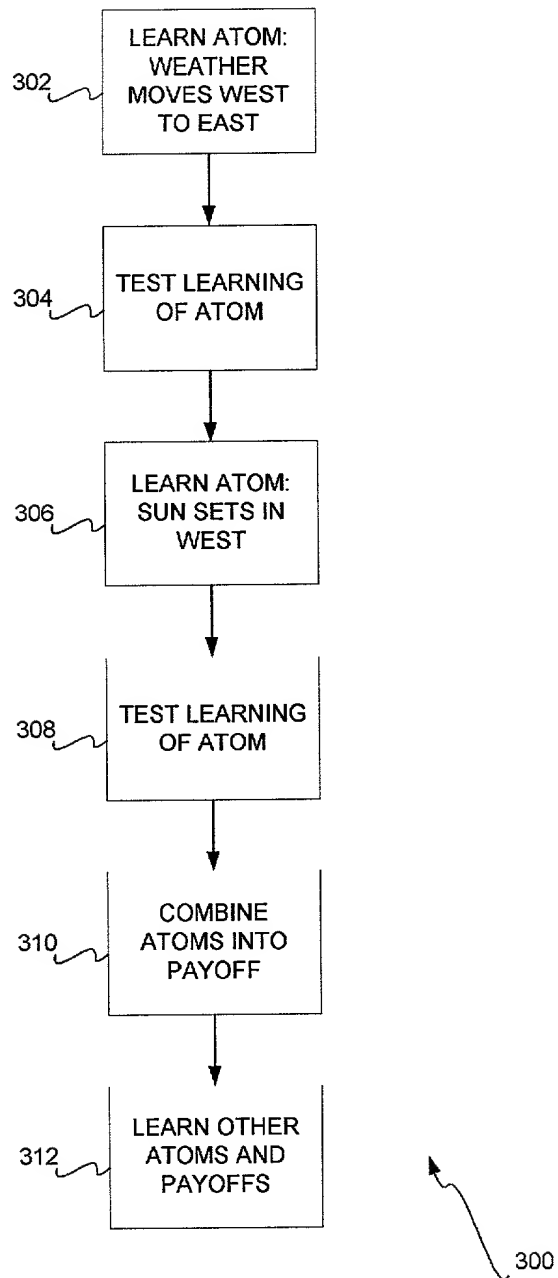 LEARN ATOM:
WEATHER
MOVES WEST
TO EAST
302
TEST LEARNING
OF ATOM
304
LEARN ATOM:
SUN SETS IN
WEST
306
TEST LEARNING
OF ATOM
308
COMBINE
ATOMS INTO
PAYOFF
310
LEARN OTHER
ATOMS AND
PAYOFFS
312
300